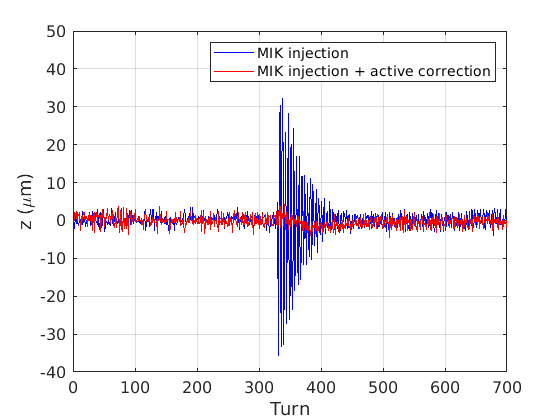 50
40
30
20
10
0
-10
-20
-30
-40
z (μm)
MIK injection
MIK injection + active correction
0 100 200 300 400 500 600 700
Turn